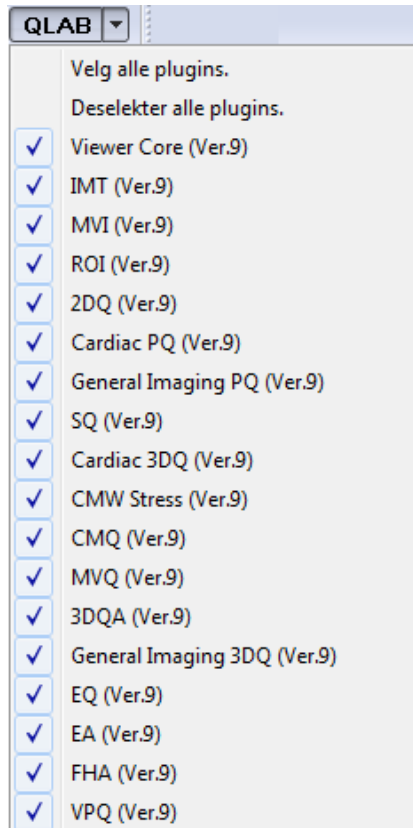 QLAB
Velg alle plugins.
Deselekter alle plugins.
Viewer Core (Ver.9)
IMT (Ver.9)
MVI (Ver.9)
ROI (Ver.9)
2DQ (Ver.9)
Cardiac PQ (Ver.9)
General Imaging PQ (Ver.9)
SQ (Ver.9)
Cardiac 3DQ (Ver.9)
CMW Stress (Ver.9)
CMQ (Ver.9)
MVQ (Ver.9)
3DQA (Ver.9)
General Imaging 3DQ (Ver.9)
EQ (Ver.9)
EA (Ver.9)
FHA (Ver.9)
VPQ (Ver.9)